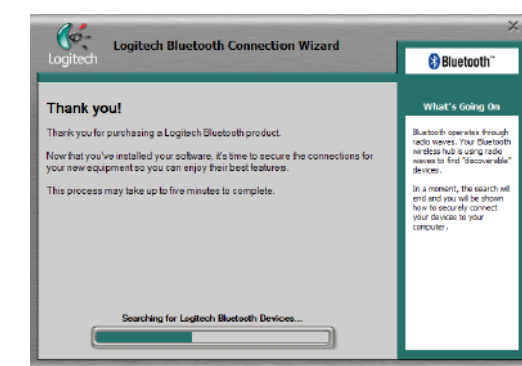 Logitech
Logitech Bluetooth Connection Wizard
Bluetooth™
Thank you!
Thank you for purchasing a Logitech Bluetooth product.
Now that you've installed your software, it's time to secure the connections for
your new equipment so you can enjoy their best features.
This process may take up to five minutes to complete.
Searching for Logitech Bluetooth Devices...
What's Going On
Bluetooth operates through
radio waves. Your Bluetooth
wireless hub is using radio
waves to find "discoverable"
devices.
In a moment, the search will
end and you will be shown
how to securely connect
your devices to your
computer.